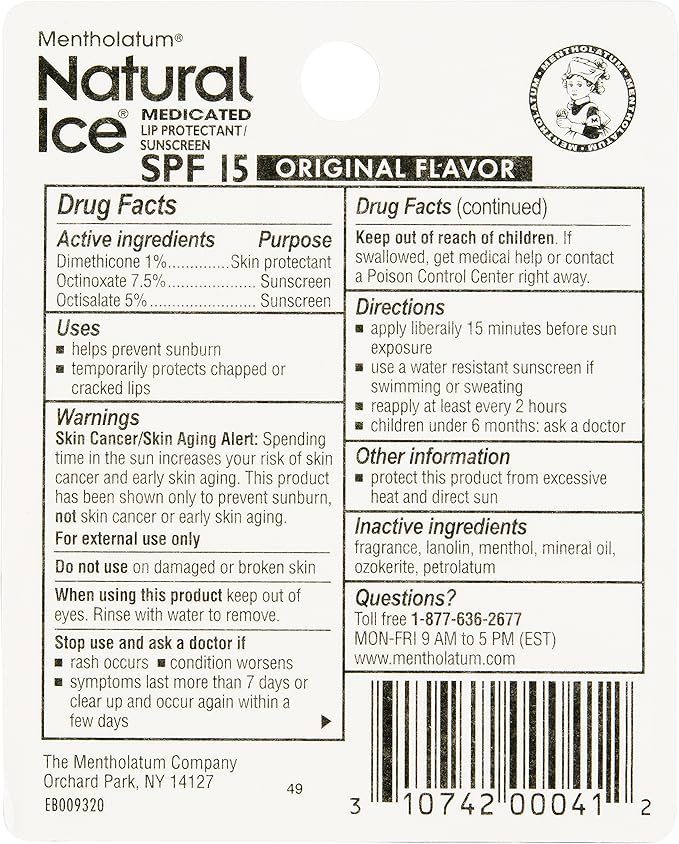 Mentholatum®
Natural
Ice® MEDICATED
LIP PROTECTANT/
SUNSCREEN
SPF 15 ORIGINAL FLAVOR
MENTHOLATUM • MENTHOLATUM • MENTHOLATUM •
M
Drug Facts
Active ingredients Purpose
Dimethicone 1%.............Skin protectant
Octinoxate 7.5%................... Sunscreen
Octisalate 5%....................... Sunscreen
Uses
■ helps prevent sunburn
■ temporarily protects chapped or
cracked lips
Warnings
Skin Cancer/Skin Aging Alert: Spending
time in the sun increases your risk of skin
cancer and early skin aging. This product
has been shown only to prevent sunburn,
not skin cancer or early skin aging.
For external use only
Do not use on damaged or broken skin
When using this product keep out of
eyes. Rinse with water to remove.
Stop use and ask a doctor if
■ rash occurs ■ condition worsens
■ symptoms last more than 7 days or
clear up and occur again within a
few days ▶
Drug Facts (continued)
Keep out of reach of children. If
swallowed, get medical help or contact
a Poison Control Center right away.
Directions
■ apply liberally 15 minutes before sun
exposure
■ use a water resistant sunscreen if
swimming or sweating
■ reapply at least every 2 hours
■ children under 6 months: ask a doctor
Other information
■ protect this product from excessive
heat and direct sun
Inactive ingredients
fragrance, lanolin, menthol, mineral oil,
ozokerite, petrolatum
Questions?
Toll free 1-877-636-2677
MON-FRI 9 AM to 5 PM (EST)
www.mentholatum.com
The Mentholatum Company
Orchard Park, NY 14127
49
EB009320
3 10742 00041 2